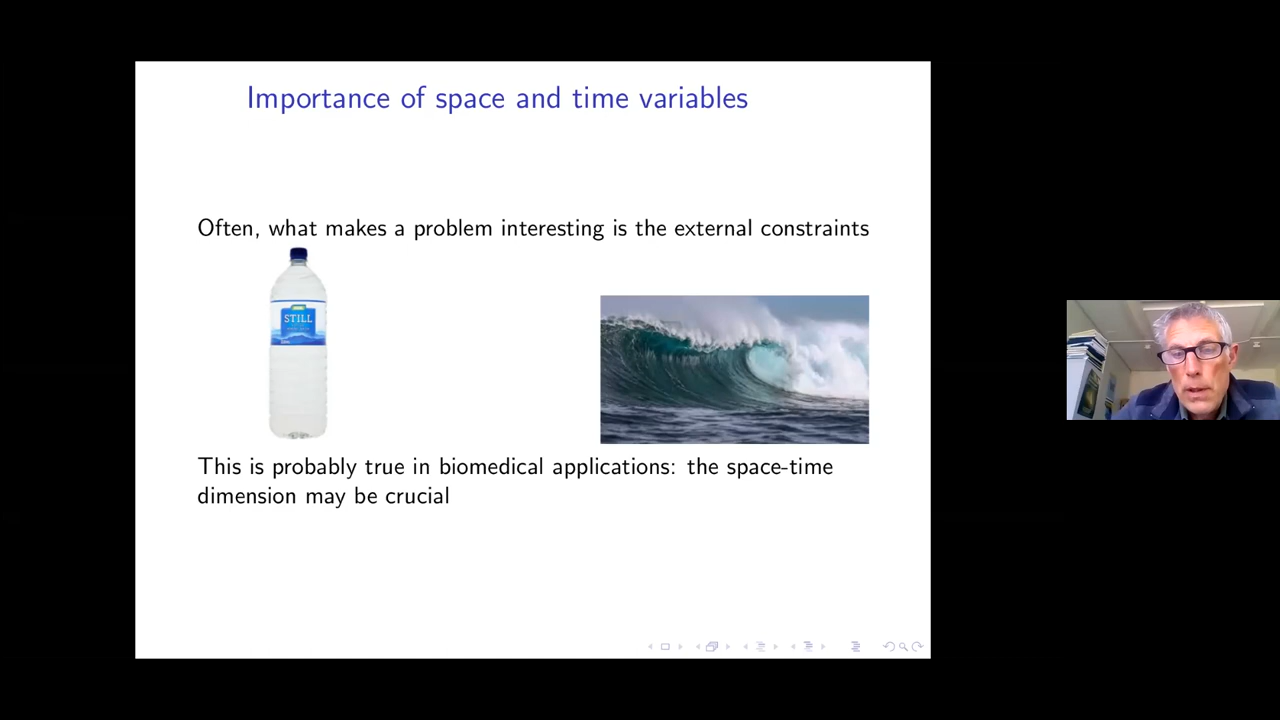 Importance of space and time variables
Often, what makes a problem interesting is the external constraints
STILL
This is probably true in biomedical applications: the space-time
dimension may be crucial